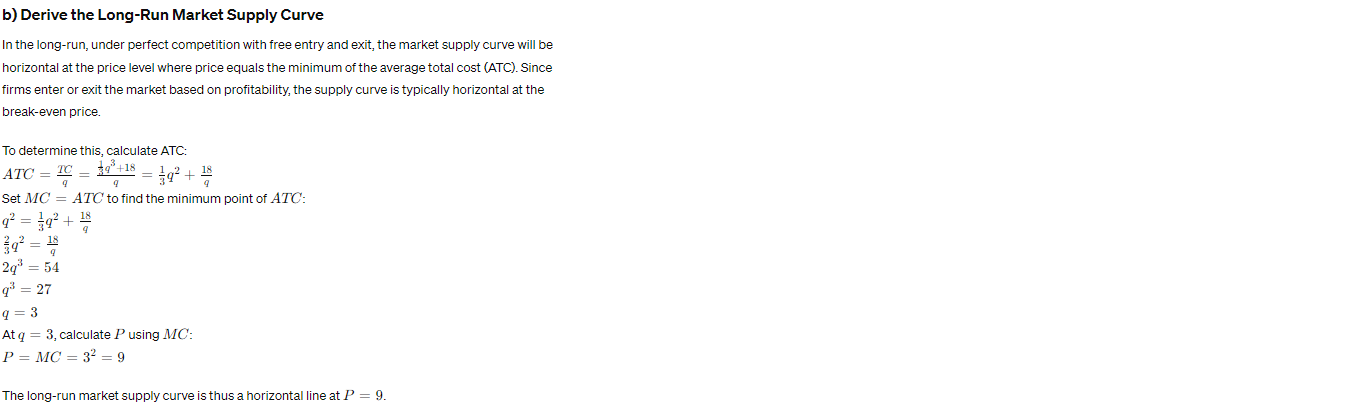 b) Derive the Long-Run Market Supply Curve
In the long-run, under perfect competition with free entry and exit, the market supply curve will be
horizontal at the price level where price equals the minimum of the average total cost (ATC). Since
firms enter or exit the market based on profitability, the supply curve is typically horizontal at the
break-even price.
To determine this, calculate ATC:
$ATC = \frac{TC}{q} = \frac{\frac{1}{3}q^3+18}{q} = \frac{1}{3}q^2 + \frac{18}{q}$
Set $MC = ATC$ to find the minimum point of $ATC$:
$q^2 = \frac{1}{3}q^2 + \frac{18}{q}$
$\frac{2}{3}q^2 = \frac{18}{q}$
$2q^3 = 54$
$q^3 = 27$
$q = 3$
At $q = 3$, calculate $P$ using $MC$:
$P = MC = 3^2 = 9$
The long-run market supply curve is thus a horizontal line at $P = 9$.